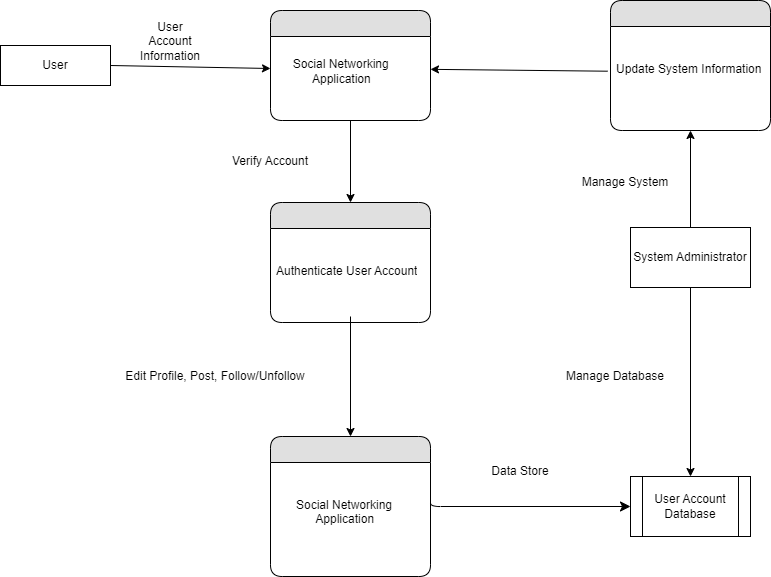 User
Account
Information
User
Social Networking
Application
Update System Information
Verify Account
Manage System
Authenticate User Account
System Administrator
Edit Profile, Post, Follow/Unfollow
Manage Database
Data Store
Social Networking
Application
User Account
Database